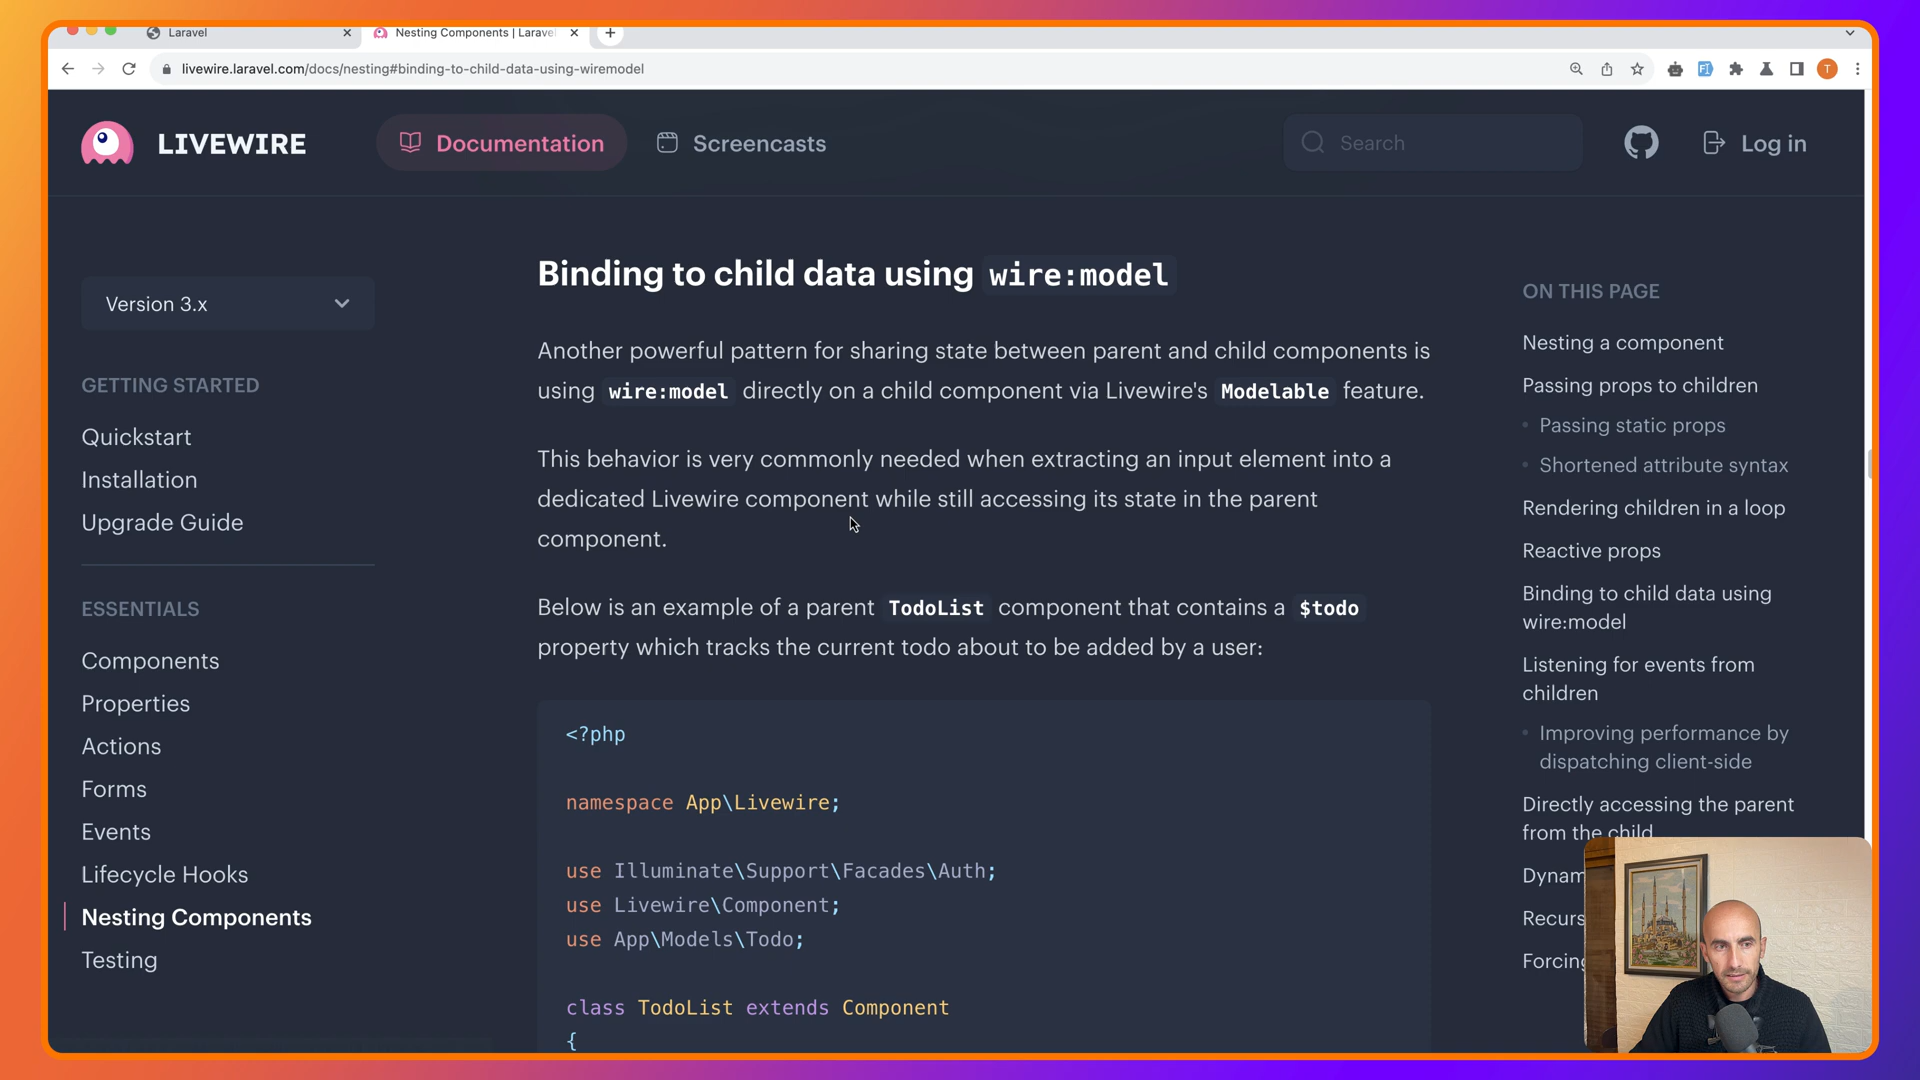 Laravel
Nesting Components | Larave
livewire.laravel.com/docs/nesting#binding-to-child-data-using-wiremodel
T
LIVEWIRE
Documentation
Screencasts
Search
Log in
Version 3.x
GETTING STARTED
Quickstart
Installation
Upgrade Guide
ESSENTIALS
Components
Properties
Actions
Forms
Events
Lifecycle Hooks
Nesting Components
Testing
Binding to child data using wire:model
Another powerful pattern for sharing state between parent and child components is
using wire:model directly on a child component via Livewire's Modelable feature.
This behavior is very commonly needed when extracting an input element into a
dedicated Livewire component while still accessing its state in the parent
component.
Below is an example of a parent TodoList component that contains a $todo
property which tracks the current todo about to be added by a user:
<?php
namespace App\Livewire;
use Illuminate\Support\Facades\Auth;
use Livewire\Component;
use App\Models\Todo;
class TodoList extends Component
{
ON THIS PAGE
Nesting a component
Passing props to children
Passing static props
Shortened attribute syntax
Rendering children in a loop
Reactive props
Binding to child data using
wire:model
Listening for events from
children
Improving performance by
dispatching client-side
Directly accessing the parent
from the child
Dynam
Recurs
Forcing